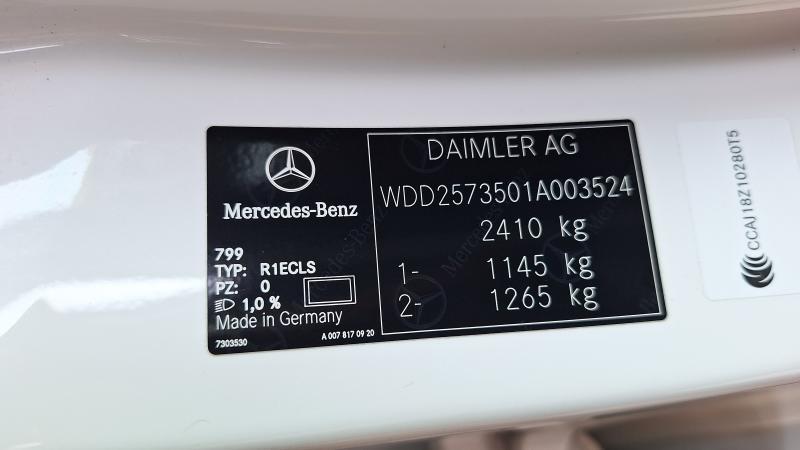 Mercedes-Benz
799
TYP: R1ECLS
PZ: 0
1,0 %
Made in Germany
7303530
A 007 817 09 20
DAIMLER AG
WDD2573501A003524
2410 kg
1- 1145 kg
2- 1265 kg
CCAJ18Z10280T5